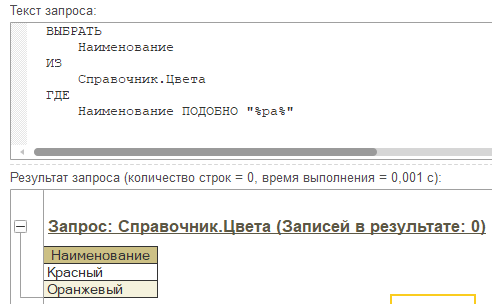 Текст запроса:
ВЫБРАТЬ
Наименование
ИЗ
Справочник.Цвета
ГДЕ
Наименование ПОДОБНО "%ра%"
Результат запроса (количество строк = 0, время выполнения = 0,001 с):
Запрос: Справочник.Цвета (Записей в результате: 0)
Наименование
Красный
Оранжевый